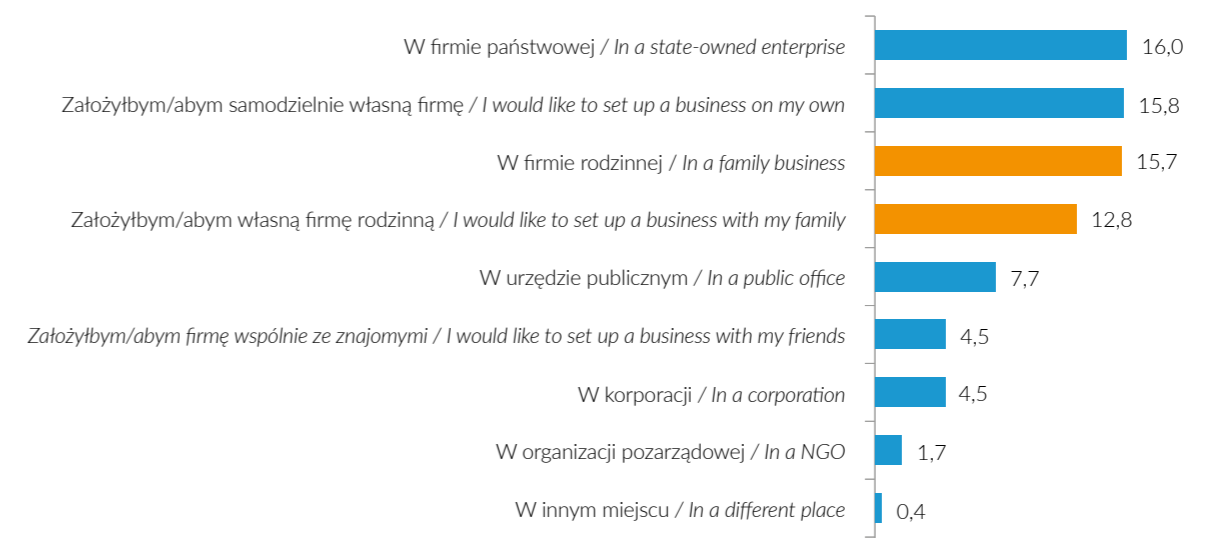 W firmie państwowej / In a state-owned enterprise 16,0
Założyłbym/abym samodzielnie własną firmę / I would like to set up a business on my own 15,8
W firmie rodzinnej / In a family business 15,7
Założyłbym/abym własną firmę rodzinną / I would like to set up a business with my family 12,8
W urzędzie publicznym / In a public office 7,7
Założyłbym/abym firmę wspólnie ze znajomymi / I would like to set up a business with my friends 4,5
W korporacji / In a corporation 4,5
W organizacji pozarządowej / In a NGO 1,7
W innym miejscu / In a different place 0,4